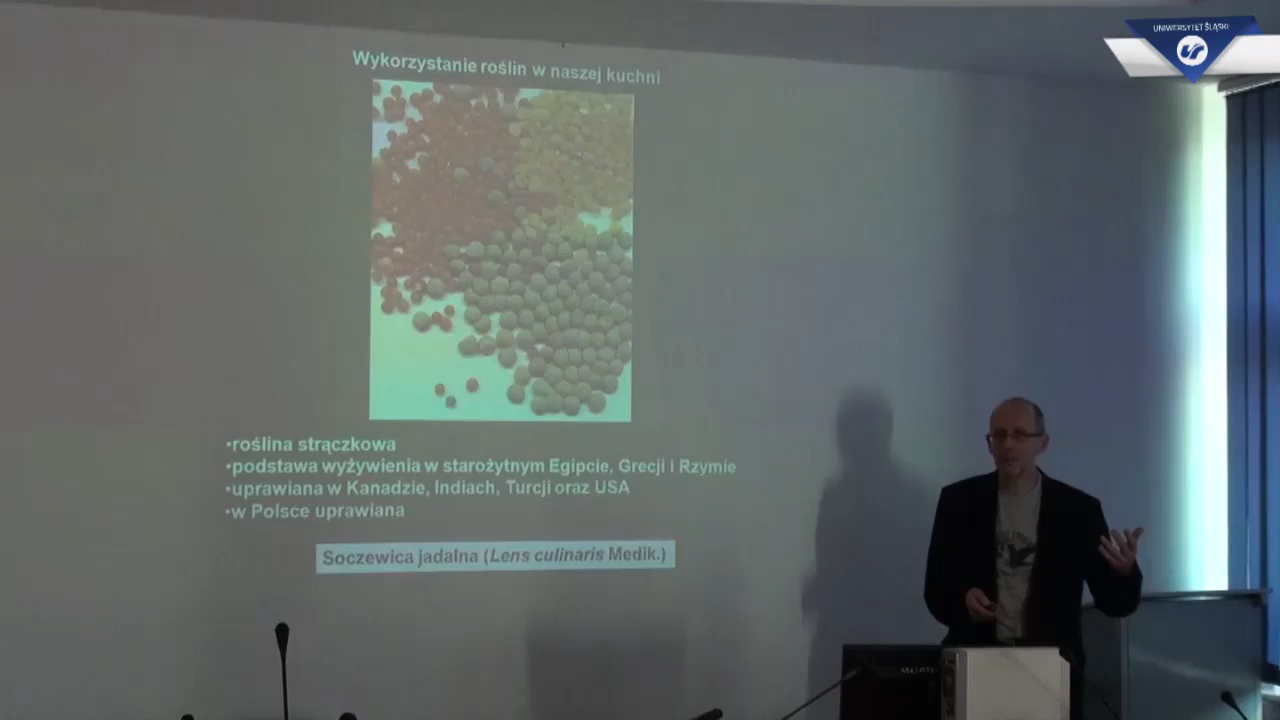 UNIWERSYTET ŚLĄSKI
Wykorzystanie roślin w naszej kuchni
•roślina strączkowa
•podstawa wyżywienia w starożytnym Egipcie, Grecji i Rzymie
•uprawiana w Kanadzie, Indiach, Turcji oraz USA
•w Polsce uprawiana
Soczewica jadalna (Lens culinaris Medik.)